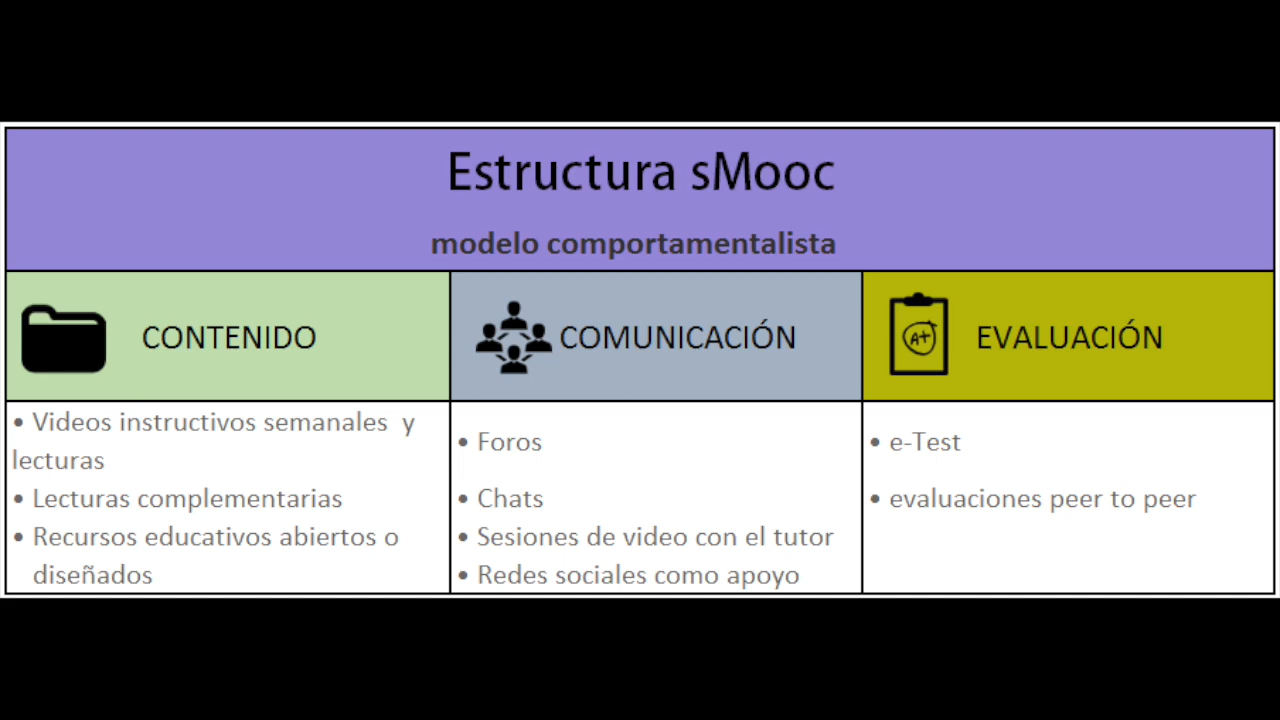 Estructura sMooc
modelo comportamentalista
CONTENIDO
COMUNICACIÓN
A+
EVALUACIÓN
• Videos instructivos semanales y
lecturas
• Lecturas complementarias
• Recursos educativos abiertos o
diseñados
• Foros
• Chats
• Sesiones de video con el tutor
• Redes sociales como apoyo
• e-Test
• evaluaciones peer to peer